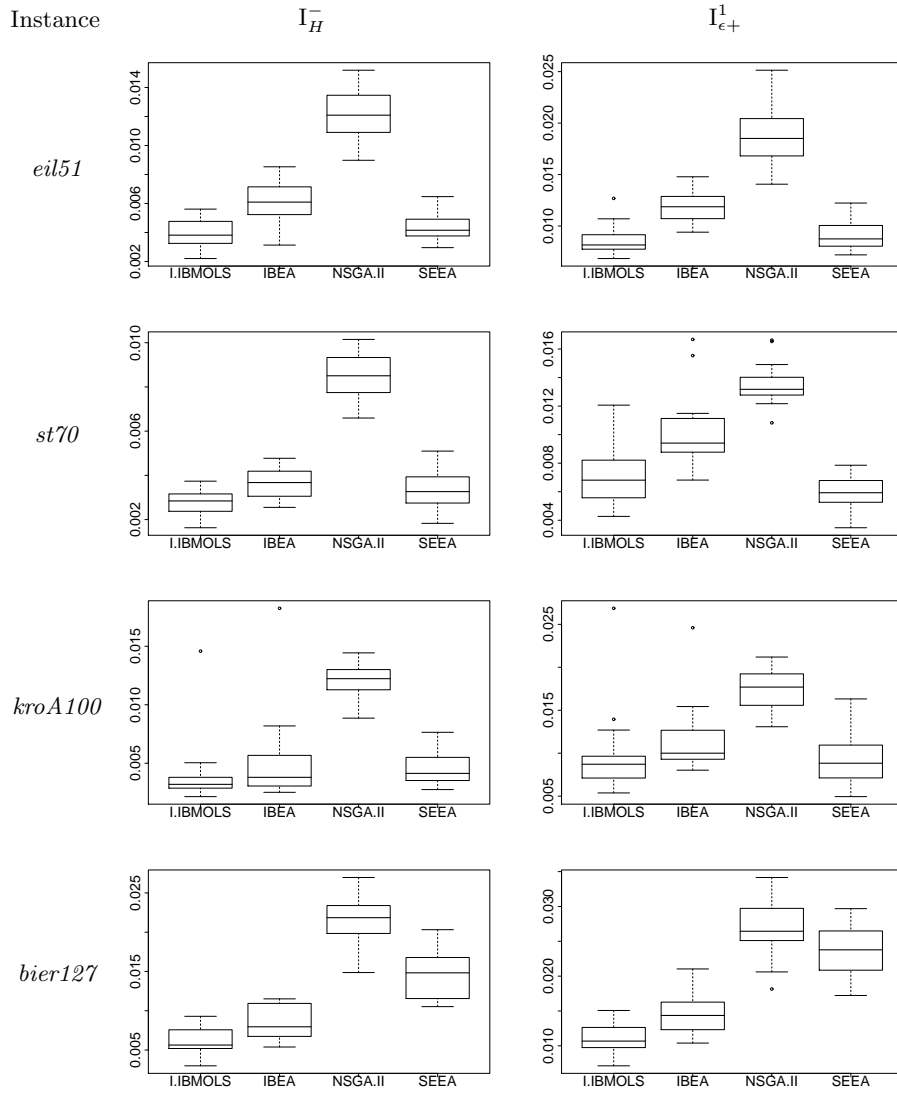 Instance I_H^- I_{ϵ+}^1
eil51
0.002 0.006 0.010 0.014
I.IBMOLS IBEA NSGA.II SEEA
0.010 0.015 0.020 0.025
I.IBMOLS IBEA NSGA.II SEEA
st70
0.002 0.006 0.010
I.IBMOLS IBEA NSGA.II SEEA
0.004 0.008 0.012 0.016
I.IBMOLS IBEA NSGA.II SEEA
kroA100
0.005 0.010 0.015
I.IBMOLS IBEA NSGA.II SEEA
0.005 0.015 0.025
I.IBMOLS IBEA NSGA.II SEEA
bier127
0.005 0.015 0.025
I.IBMOLS IBEA NSGA.II SEEA
0.010 0.020 0.030
I.IBMOLS IBEA NSGA.II SEEA